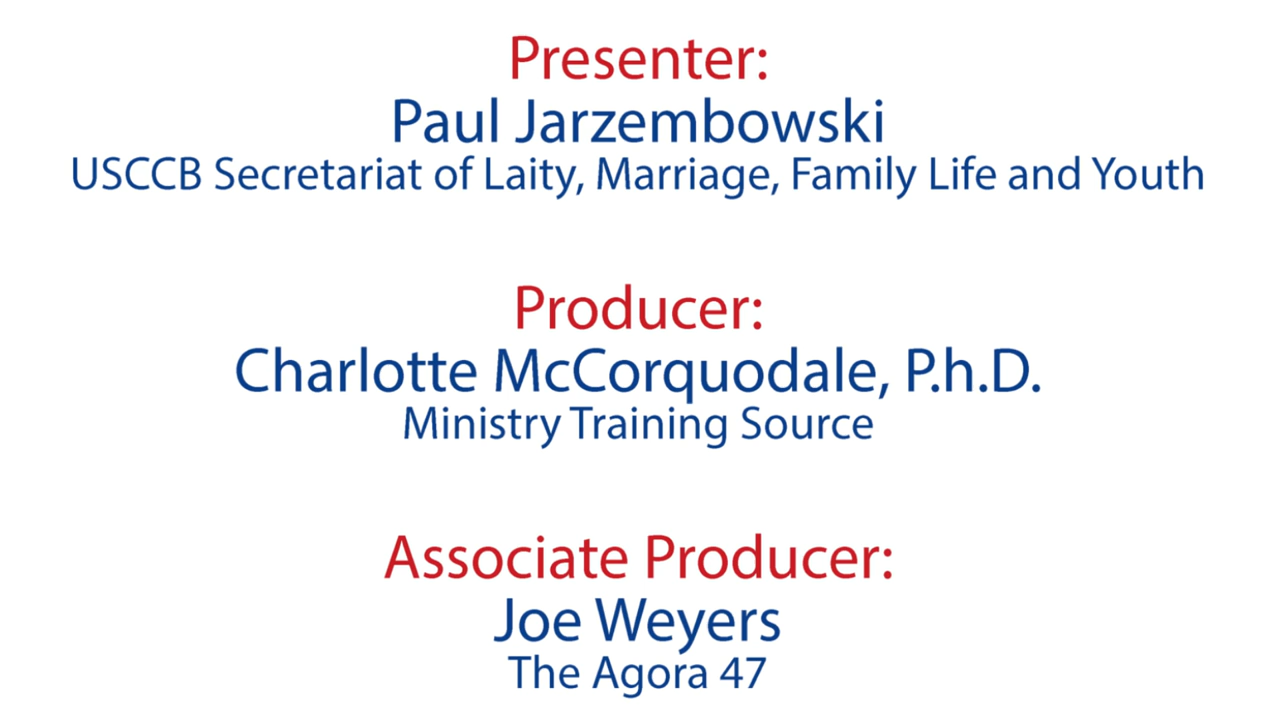 Presenter:
Paul Jarzembowski
USCCB Secretariat of Laity, Marriage, Family Life and Youth
Producer:
Charlotte McCorquodale, P.h.D.
Ministry Training Source
Associate Producer:
Joe Weyers
The Agora 47